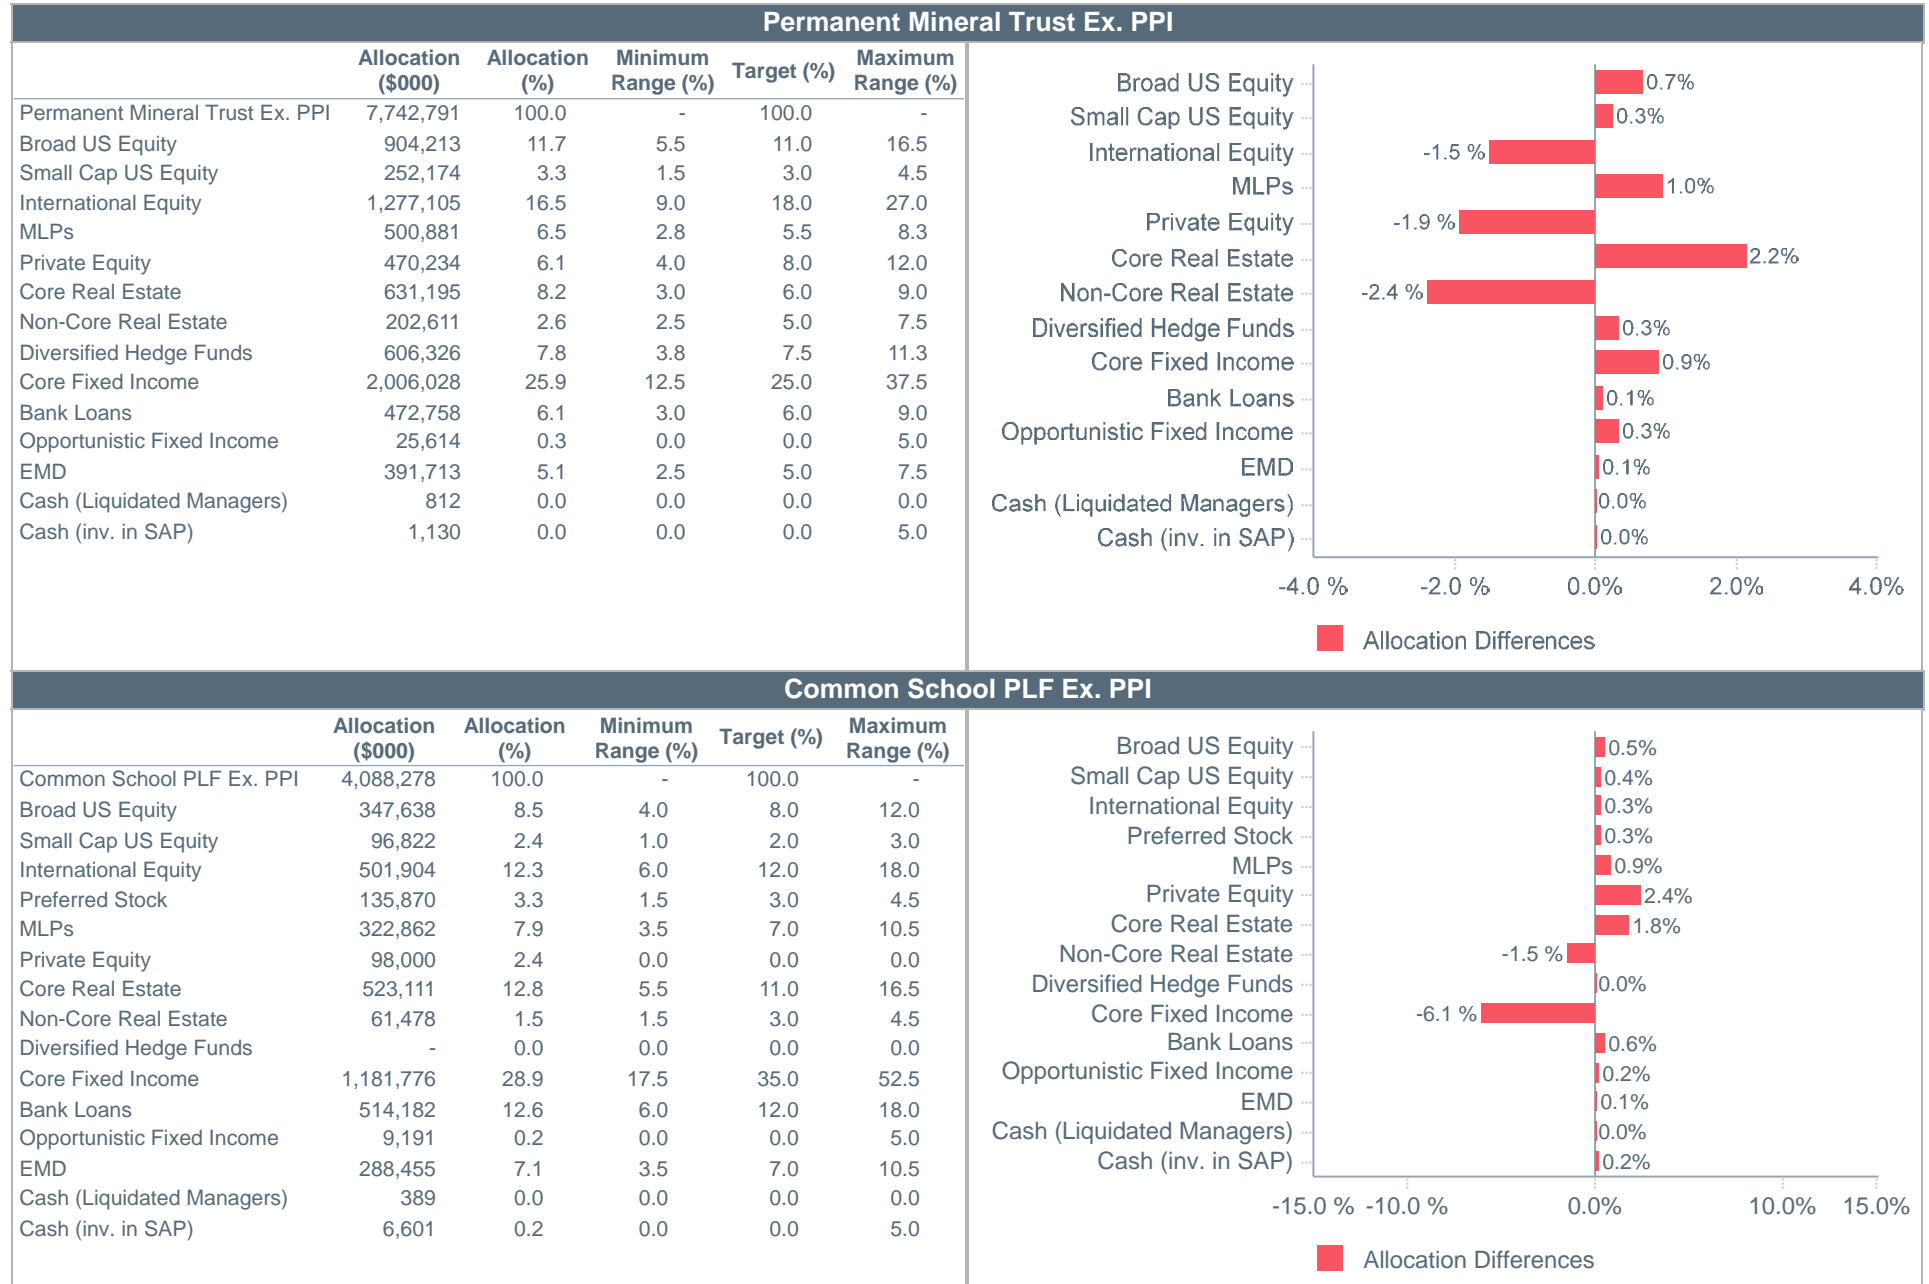 Permanent Mineral Trust Ex. PPI
Allocation ($000) Allocation (%) Minimum Range (%) Target (%) Maximum Range (%)
Permanent Mineral Trust Ex. PPI 7,742,791 100.0 - 100.0 -
Broad US Equity 904,213 11.7 5.5 11.0 16.5
Small Cap US Equity 252,174 3.3 1.5 3.0 4.5
International Equity 1,277,105 16.5 9.0 18.0 27.0
MLPs 500,881 6.5 2.8 5.5 8.3
Private Equity 470,234 6.1 4.0 8.0 12.0
Core Real Estate 631,195 8.2 3.0 6.0 9.0
Non-Core Real Estate 202,611 2.6 2.5 5.0 7.5
Diversified Hedge Funds 606,326 7.8 3.8 7.5 11.3
Core Fixed Income 2,006,028 25.9 12.5 25.0 37.5
Bank Loans 472,758 6.1 3.0 6.0 9.0
Opportunistic Fixed Income 25,614 0.3 0.0 0.0 5.0
EMD 391,713 5.1 2.5 5.0 7.5
Cash (Liquidated Managers) 812 0.0 0.0 0.0 0.0
Cash (inv. in SAP) 1,130 0.0 0.0 0.0 5.0
Broad US Equity 0.7%
Small Cap US Equity 0.3%
International Equity -1.5 %
MLPs 1.0%
Private Equity -1.9 %
Core Real Estate 2.2%
Non-Core Real Estate -2.4 %
Diversified Hedge Funds 0.3%
Core Fixed Income 0.9%
Bank Loans 0.1%
Opportunistic Fixed Income 0.3%
EMD 0.1%
Cash (Liquidated Managers) 0.0%
Cash (inv. in SAP) 0.0%
-4.0 % -2.0 % 0.0% 2.0% 4.0%
Allocation Differences
Common School PLF Ex. PPI
Allocation ($000) Allocation (%) Minimum Range (%) Target (%) Maximum Range (%)
Common School PLF Ex. PPI 4,088,278 100.0 - 100.0 -
Broad US Equity 347,638 8.5 4.0 8.0 12.0
Small Cap US Equity 96,822 2.4 1.0 2.0 3.0
International Equity 501,904 12.3 6.0 12.0 18.0
Preferred Stock 135,870 3.3 1.5 3.0 4.5
MLPs 322,862 7.9 3.5 7.0 10.5
Private Equity 98,000 2.4 0.0 0.0 0.0
Core Real Estate 523,111 12.8 5.5 11.0 16.5
Non-Core Real Estate 61,478 1.5 1.5 3.0 4.5
Diversified Hedge Funds - 0.0 0.0 0.0 0.0
Core Fixed Income 1,181,776 28.9 17.5 35.0 52.5
Bank Loans 514,182 12.6 6.0 12.0 18.0
Opportunistic Fixed Income 9,191 0.2 0.0 0.0 5.0
EMD 288,455 7.1 3.5 7.0 10.5
Cash (Liquidated Managers) 389 0.0 0.0 0.0 0.0
Cash (inv. in SAP) 6,601 0.2 0.0 0.0 5.0
Broad US Equity 0.5%
Small Cap US Equity 0.4%
International Equity 0.3%
Preferred Stock 0.3%
MLPs 0.9%
Private Equity 2.4%
Core Real Estate 1.8%
Non-Core Real Estate -1.5 %
Diversified Hedge Funds 0.0%
Core Fixed Income -6.1 %
Bank Loans 0.6%
Opportunistic Fixed Income 0.2%
EMD 0.1%
Cash (Liquidated Managers) 0.0%
Cash (inv. in SAP) 0.2%
-15.0 % -10.0 % 0.0% 10.0% 15.0%
Allocation Differences